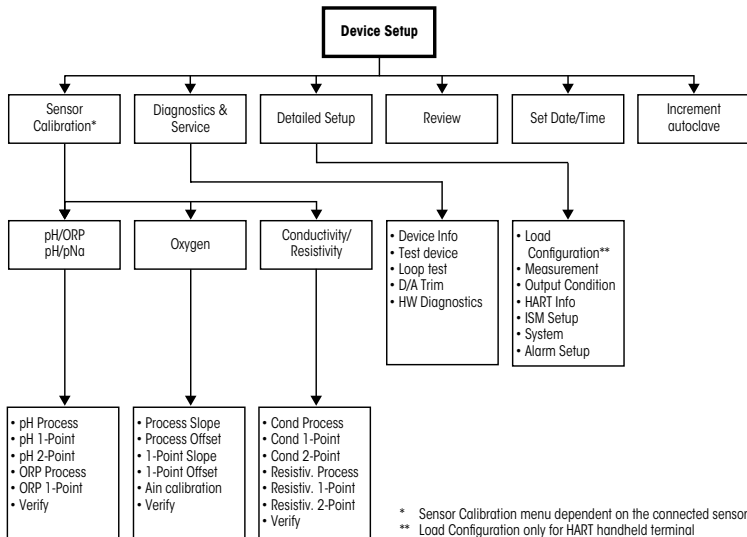 Device Setup
Sensor
Calibration*
Diagnostics &
Service
Detailed Setup
Review
Set Date/Time
Increment
autoclave
pH/ORP
pH/pNa
Oxygen
Conductivity/
Resistivity
• Device Info
• Test device
• Loop test
• D/A Trim
• HW Diagnostics
• Load
Configuration**
• Measurement
• Output Condition
• HART Info
• ISM Setup
• System
• Alarm Setup
• pH Process
• pH 1-Point
• pH 2-Point
• ORP Process
• ORP 1-Point
• Verify
• Process Slope
• Process Offset
• 1-Point Slope
• 1-Point Offset
• Ain calibration
• Verify
• Cond Process
• Cond 1-Point
• Cond 2-Point
• Resistiv. Process
• Resistiv. 1-Point
• Resistiv. 2-Point
• Verify
* Sensor Calibration menu dependent on the connected sensor
** Load Configuration only for HART handheld terminal